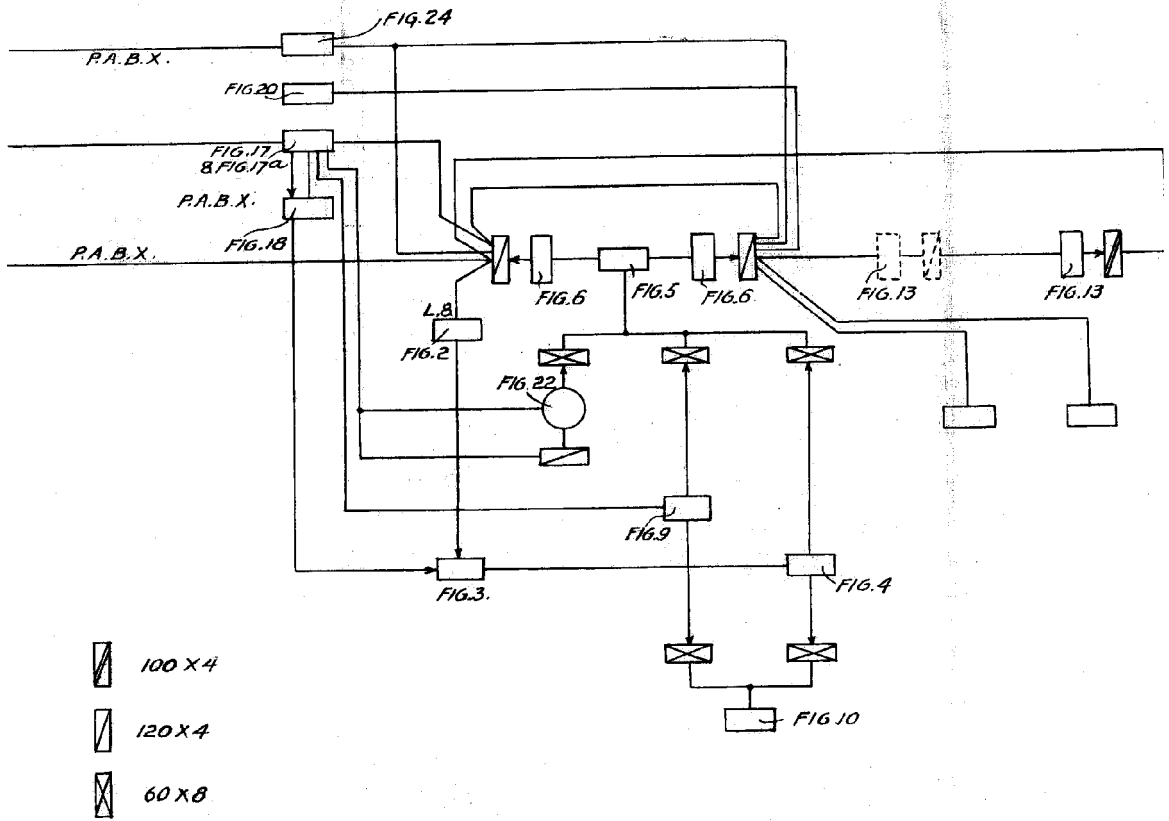 FIG. 24
P.A.B.X.
FIG. 20
FIG. 17
& FIG. 17a
P.A.B.X.
FIG. 18
P.A.B.X.
FIG. 6
FIG. 5
FIG. 6
FIG. 13
FIG. 13
L,8
FIG. 2
FIG. 22
FIG. 9
FIG. 3.
FIG. 4
FIG. 10
100 X 4
120 X 4
60 X 8